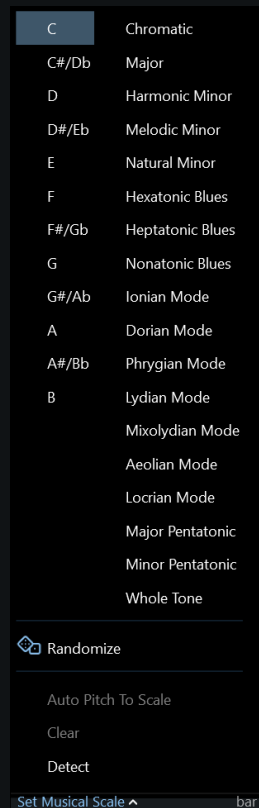 C Chromatic
C#/Db Major
D Harmonic Minor
D#/Eb Melodic Minor
E Natural Minor
F Hexatonic Blues
F#/Gb Heptatonic Blues
G Nonatonic Blues
G#/Ab Ionian Mode
A Dorian Mode
A#/Bb Phrygian Mode
B Lydian Mode
Mixolydian Mode
Aeolian Mode
Locrian Mode
Major Pentatonic
Minor Pentatonic
Whole Tone
Randomize
Auto Pitch To Scale
Clear
Detect
Set Musical Scale bar